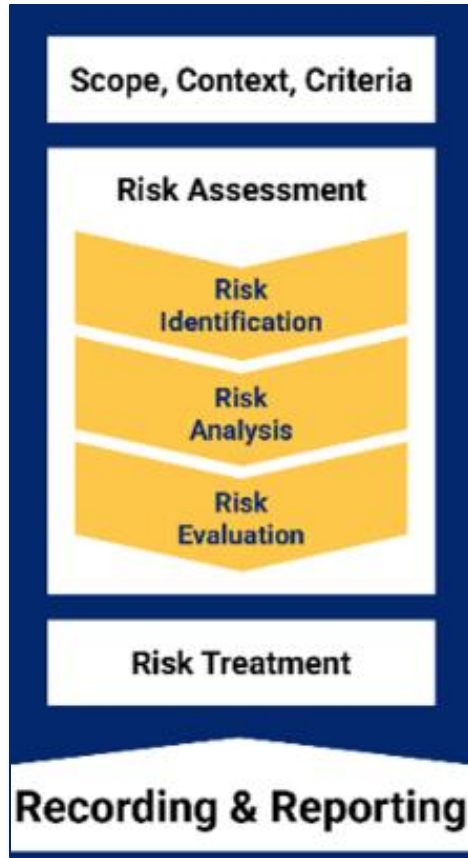 Scope, Context, Criteria
Risk Assessment
Risk
Identification
Risk
Analysis
Risk
Evaluation
Risk Treatment
Recording & Reporting